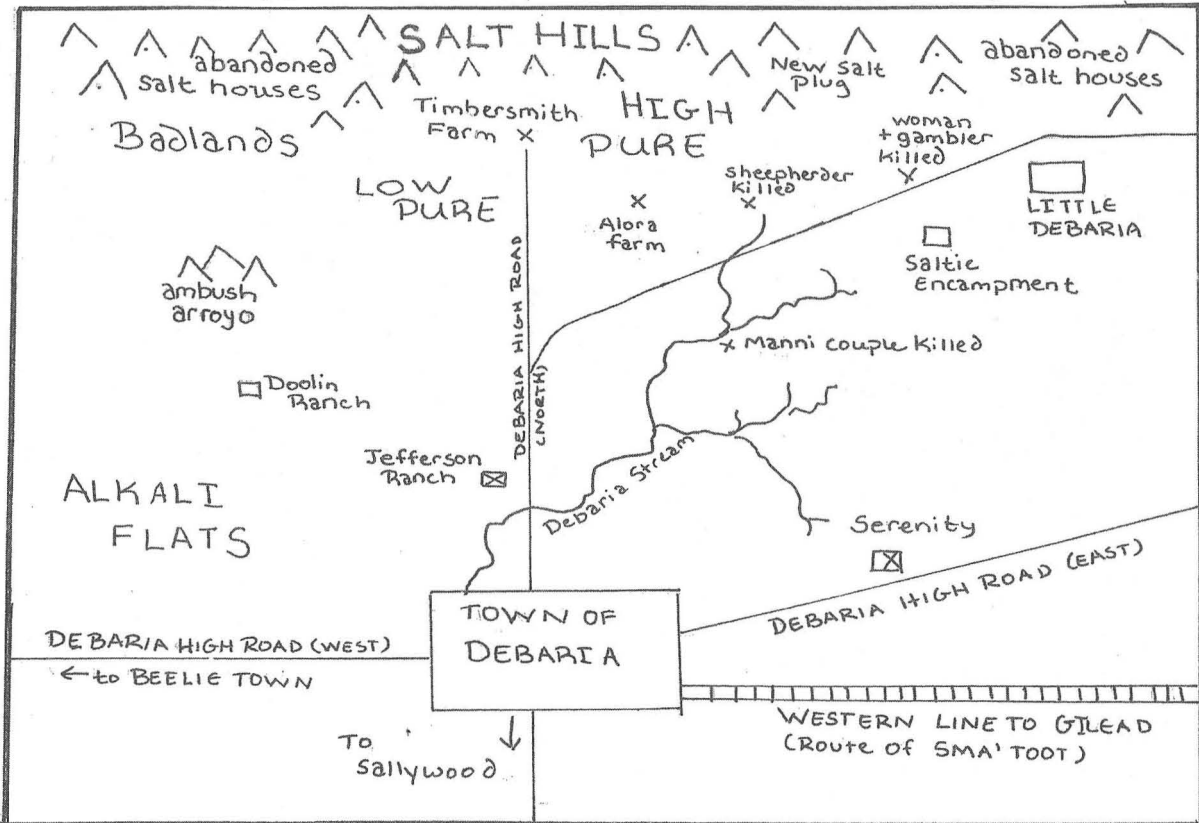 SALT HILLS
abandoned
salt houses
New salt
plug
abandoned
salt houses
Badlands
Timbersmith
Farm
HIGH
PURE
woman
+ gambler
killed
LOW
PURE
sheepherder
killed
Alora
farm
LITTLE
DEBARIA
Saltie
Encampment
ambush
arroyo
DEBARIA HIGH ROAD
(NORTH)
Manni couple killed
Doolin
Ranch
Jefferson
Ranch
Debaria Stream
ALKALI
FLATS
Serenity
DEBARIA HIGH ROAD (EAST)
TOWN OF
DEBARIA
DEBARIA HIGH ROAD (WEST)
← to BEELIE TOWN
WESTERN LINE TO GILEAD
(Route of SMA' TOOT)
To
Sallywood